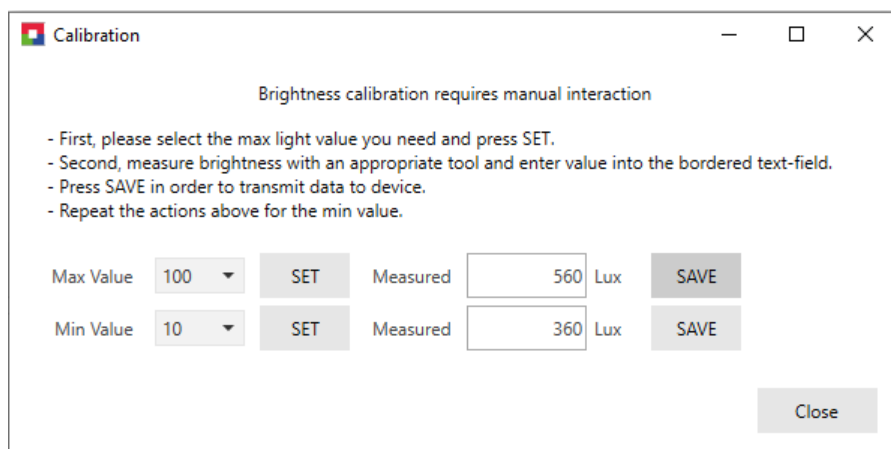 Calibration
Brightness calibration requires manual interaction
- First, please select the max light value you need and press SET.
- Second, measure brightness with an appropriate tool and enter value into the bordered text-field.
- Press SAVE in order to transmit data to device.
- Repeat the actions above for the min value.
Max Value 100 SET Measured 560 Lux SAVE
Min Value 10 SET Measured 360 Lux SAVE
Close